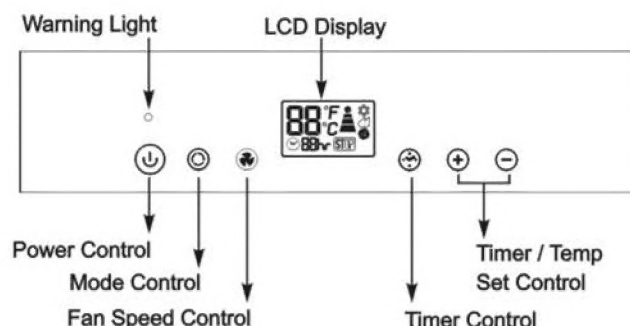 Warning Light
LCD Display
88 °F
°C
88hr STOP
Power Control
Mode Control
Fan Speed Control
Timer Control
Timer / Temp
Set Control